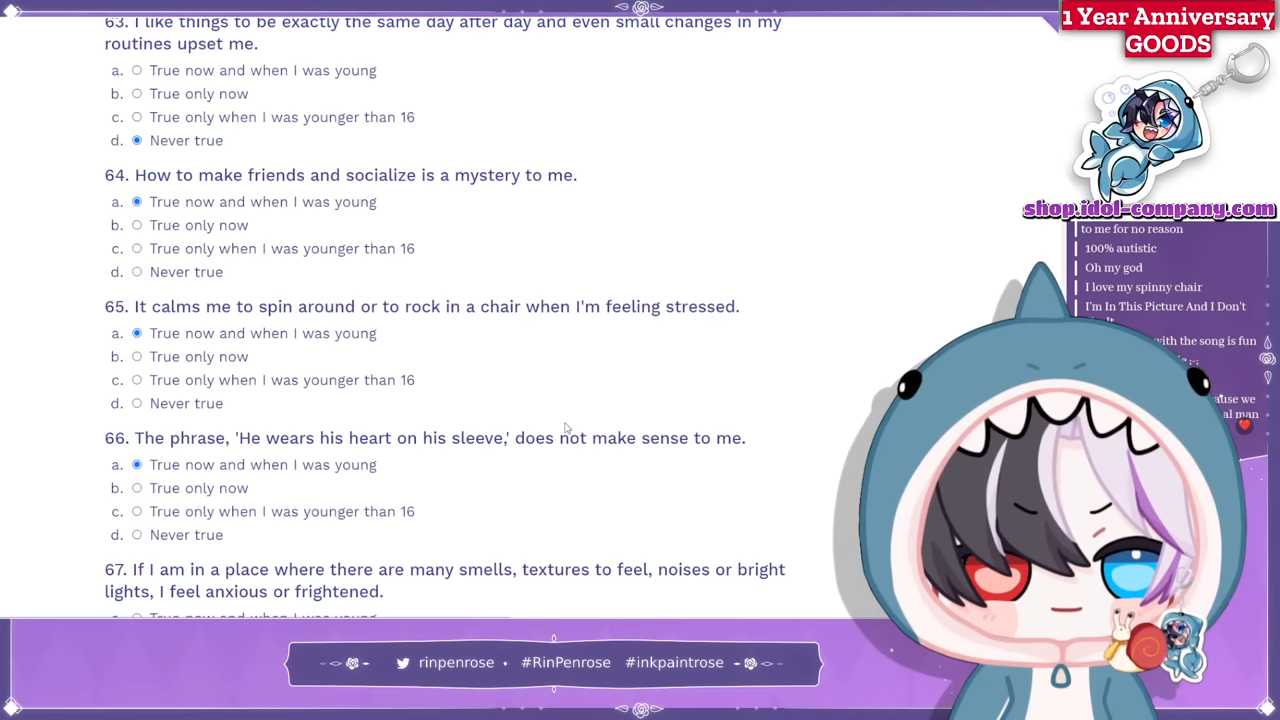 63. I like things to be exactly the same day after day and even small changes in my
routines upset me.
a. True now and when I was young
b. True only now
c. True only when I was younger than 16
d. Never true
64. How to make friends and socialize is a mystery to me.
a. True now and when I was young
b. True only now
c. True only when I was younger than 16
d. Never true
65. It calms me to spin around or to rock in a chair when I'm feeling stressed.
a. True now and when I was young
b. True only now
c. True only when I was younger than 16
d. Never true
66. The phrase, 'He wears his heart on his sleeve,' does not make sense to me.
a. True now and when I was young
b. True only now
c. True only when I was younger than 16
d. Never true
67. If I am in a place where there are many smells, textures to feel, noises or bright
lights, I feel anxious or frightened.
True now and when I was young
1 Year Anniversary
GOODS
shop.idol-company.com
to me for no reason
100% autistic
Oh my god
I love my spinny chair
I'm In This Picture And I Don't
with the song is fun
rinpenrose • #RinPenrose #inkpaintrose